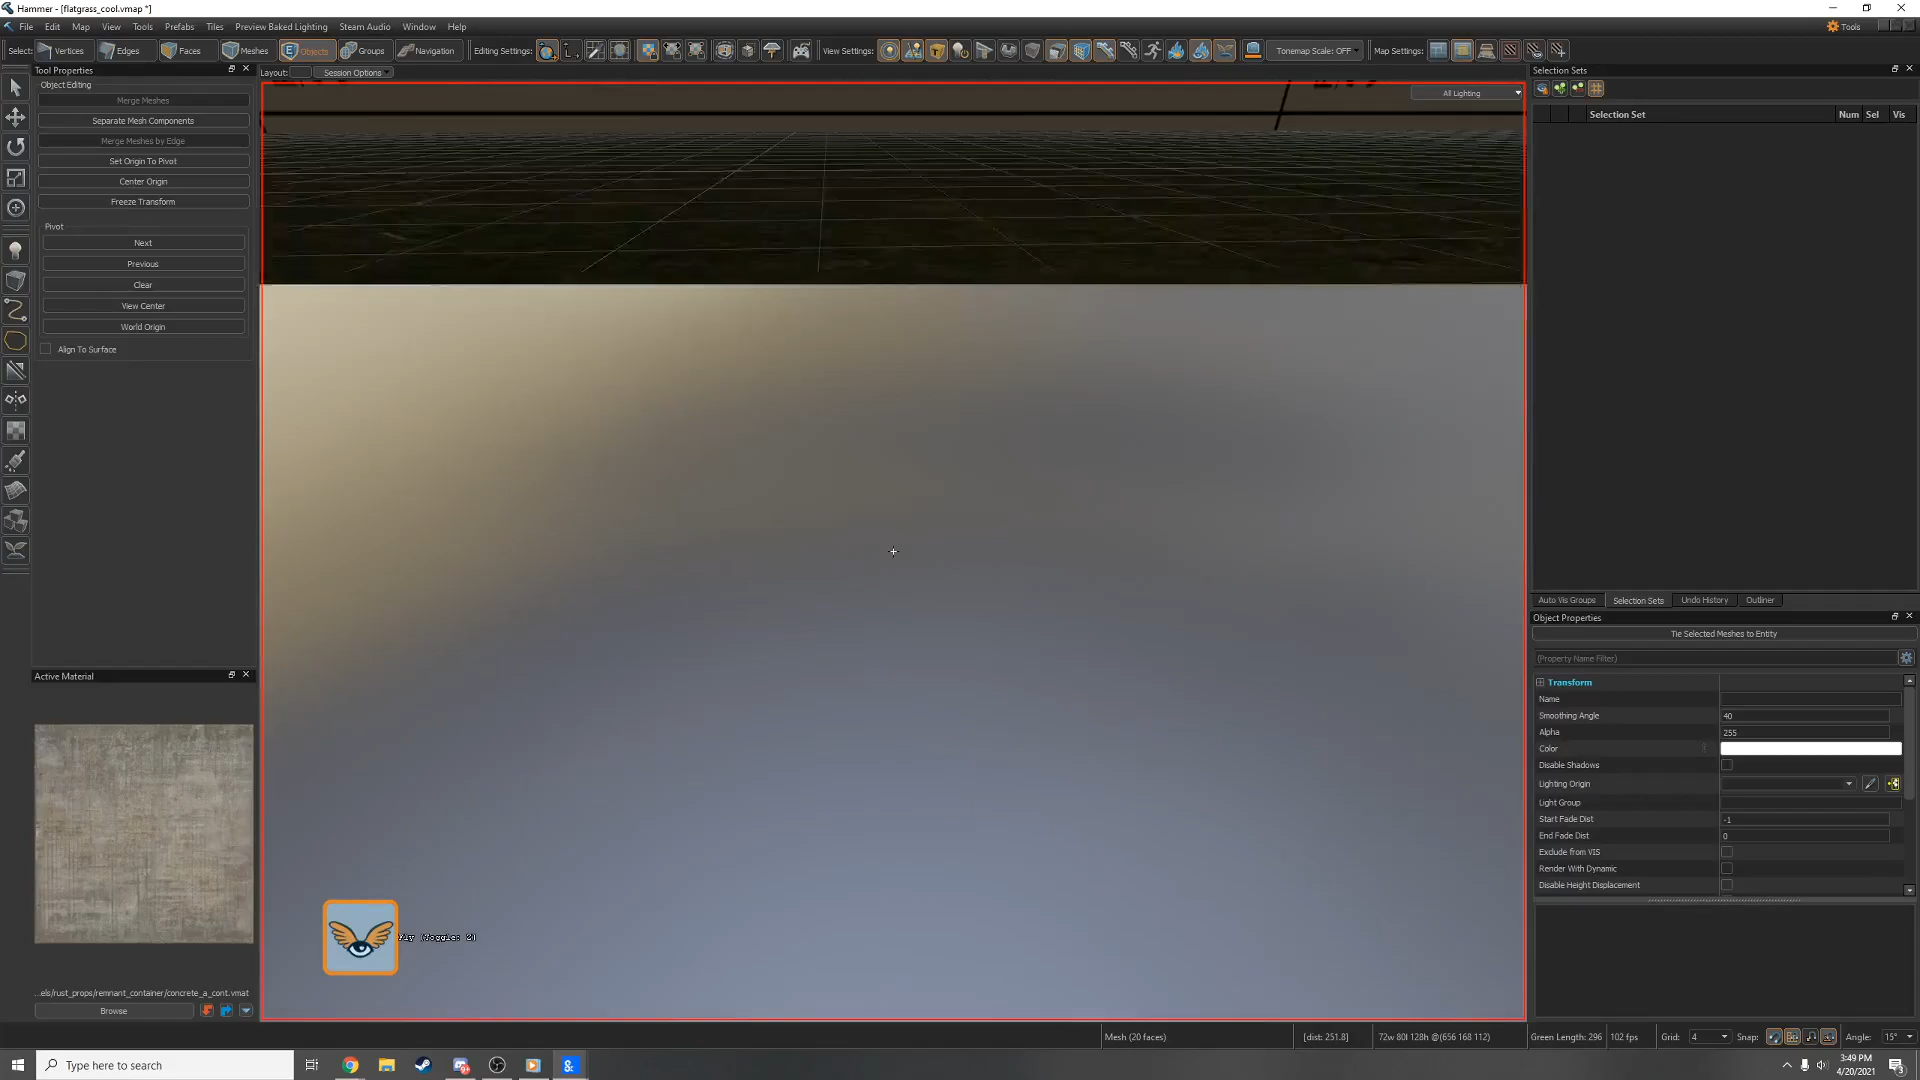 Hammer - [flatgrass_cool.vmap *]
File Edit Map View Tools Prefabs Tiles Preview Baked Lighting Steam Audio Window Help
Tools
Select: Vertices Edges Faces Meshes Objects Groups Navigation Editing Settings: View Settings: Tonemap Scale: OFF Map Settings:
Tool Properties
Layout: Session Options
Selection Sets
Object Editing
Merge Meshes
Separate Mesh Components
Merge Meshes by Edge
Set Origin To Pivot
Center Origin
Freeze Transform
Pivot
Next
Previous
Clear
View Center
World Origin
Align To Surface
All Lighting
Selection Set Num Sel Vis
Auto Vis Groups Selection Sets Undo History Outliner
Object Properties
Tie Selected Meshes to Entity
(Property Name Filter)
Transform
Name
Smoothing Angle 40
Alpha 255
Color
Disable Shadows
Lighting Origin
Light Group
Start Fade Dist -1
End Fade Dist 0
Exclude from VIS
Render With Dynamic
Disable Height Displacement
Active Material
...els/rust_props/remnant_container/concrete_a_cont.vmat
Browse
Fly (Toggle: Z)
Mesh (20 faces) [dist: 251.8] 72w 80l 128h @(656 168 112) Green Length: 296 102 fps Grid: 4 Snap: Angle: 15°
Type here to search
3:49 PM
4/20/2021